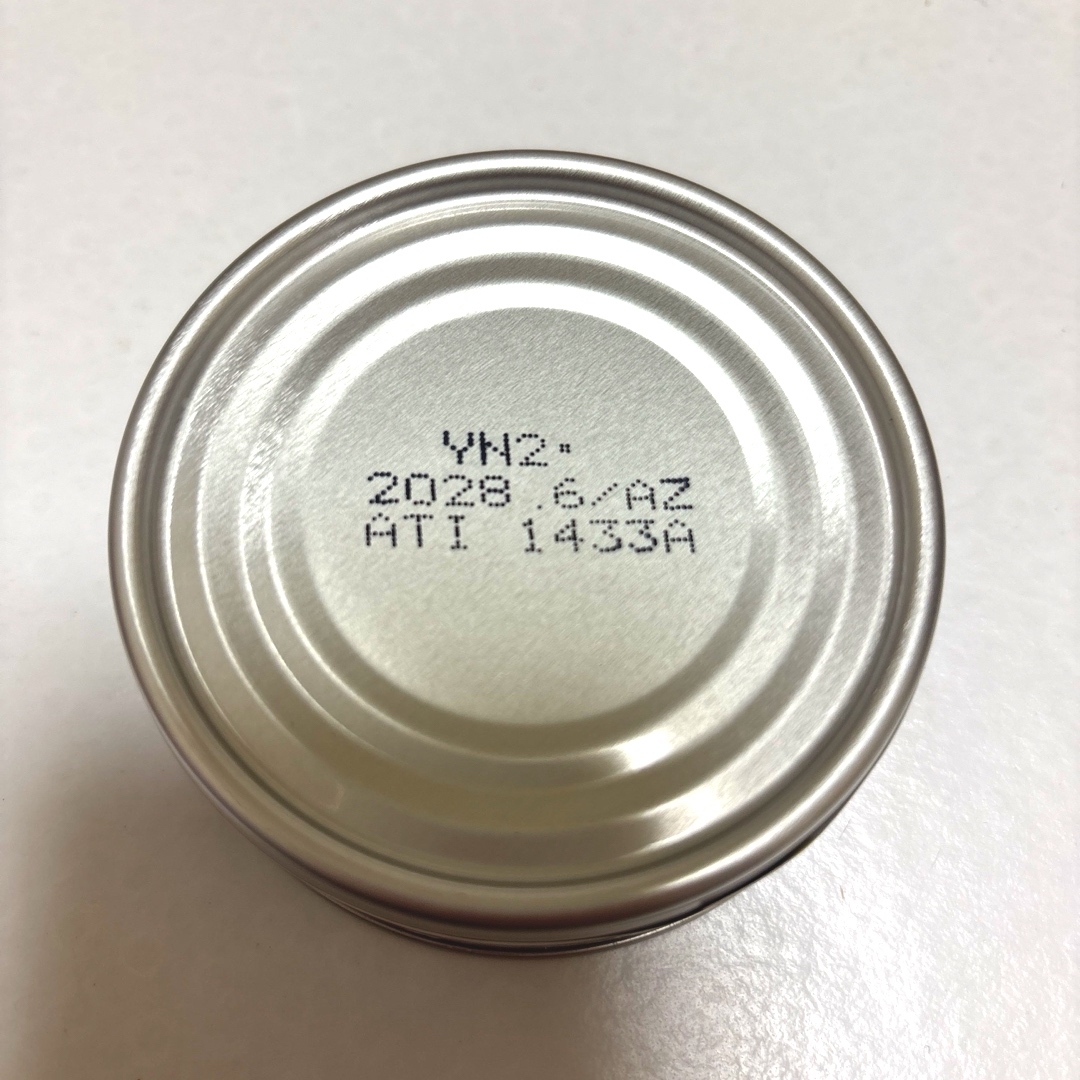 YN2"
2028 .6/AZ
ATI 1433A